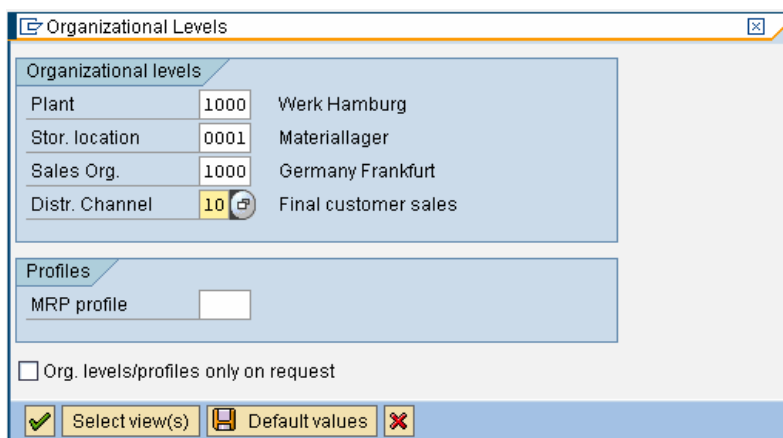 Organizational Levels
Organizational levels
Plant 1000 Werk Hamburg
Stor. location 0001 Materiallager
Sales Org. 1000 Germany Frankfurt
Distr. Channel 10 Final customer sales
Profiles
MRP profile
Org. levels/profiles only on request
Select view(s) Default values